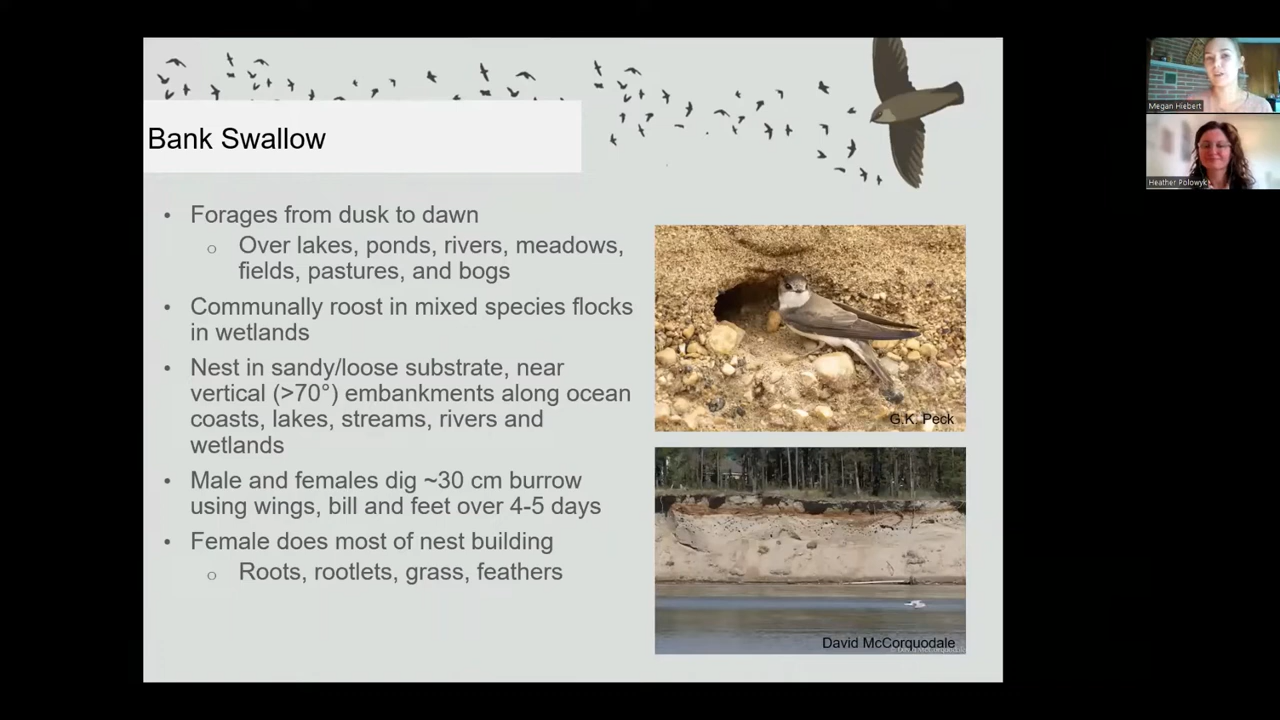 Bank Swallow
• Forages from dusk to dawn
○ Over lakes, ponds, rivers, meadows,
fields, pastures, and bogs
• Communally roost in mixed species flocks
in wetlands
• Nest in sandy/loose substrate, near
vertical (>70°) embankments along ocean
coasts, lakes, streams, rivers and
wetlands
• Male and females dig ~30 cm burrow
using wings, bill and feet over 4-5 days
• Female does most of nest building
○ Roots, rootlets, grass, feathers
G.K. Peck
David McCorquodale
Megan Hiebert
Heather Polowyk